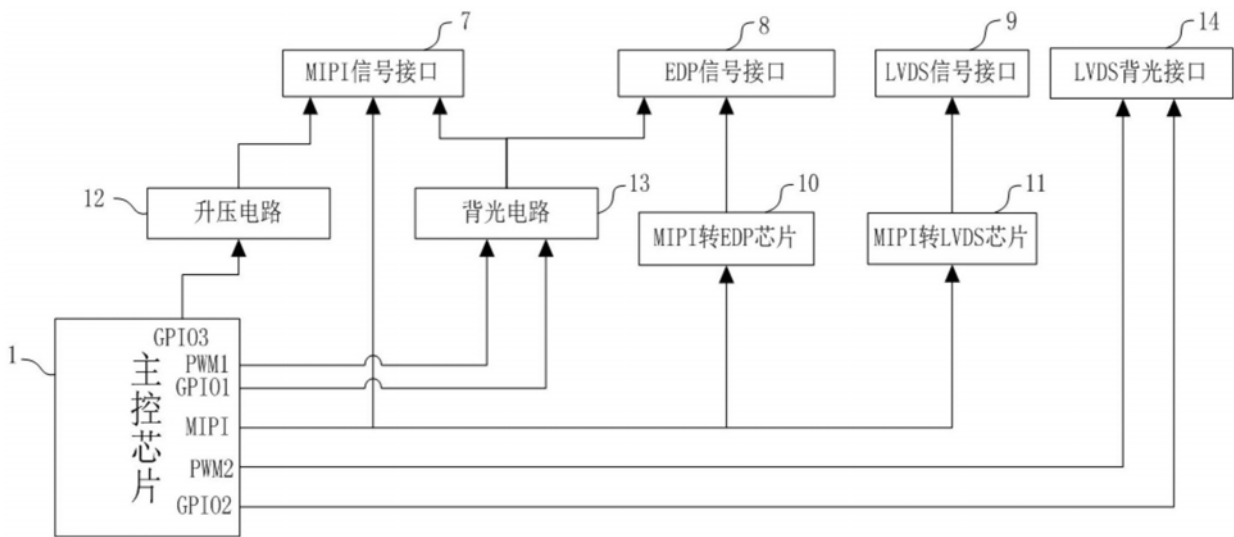 7
8
9
14
MIPI信号接口
EDP信号接口
LVDS信号接口
LVDS背光接口
12
升压电路
背光电路
13
10
MIPI转EDP芯片
11
MIPI转LVDS芯片
1
主控芯片
GPIO3
PWM1
GPIO1
MIPI
PWM2
GPIO2